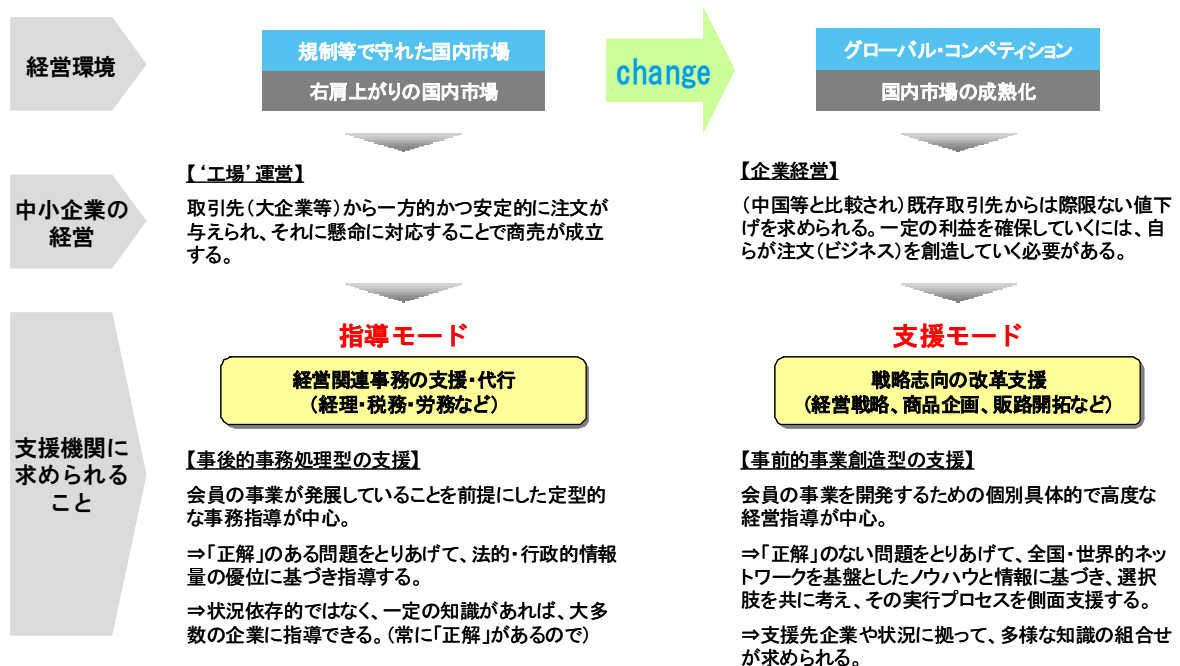 経営環境
規制等で守れた国内市場
右肩上がりの国内市場
change
グローバル・コンペティション
国内市場の成熟化
中小企業の
経営
【‘工場’運営】
取引先(大企業等)から一方的かつ安定的に注文が
与えられ、それに懸命に対応することで商売が成立
する。
【企業経営】
(中国等と比較され)既存取引先からは際限ない値下
げを求められる。一定の利益を確保していくには、自
らが注文(ビジネス)を創造していく必要がある。
支援機関に
求められる
こと
指導モード
経営関連事務の支援・代行
(経理・税務・労務など)
【事後的事務処理型の支援】
会員の事業が発展していることを前提にした定型的
な事務指導が中心。
⇒「正解」のある問題をとりあげて、法的・行政的情報
量の優位に基づき指導する。
⇒状況依存的ではなく、一定の知識があれば、大多
数の企業に指導できる。(常に「正解」があるので)
支援モード
戦略志向の改革支援
(経営戦略、商品企画、販路開拓など)
【事前的事業創造型の支援】
会員の事業を開発するための個別具体的で高度な
経営指導が中心。
⇒「正解」のない問題をとりあげて、全国・世界的ネッ
トワークを基盤としたノウハウと情報に基づき、選択
肢を共に考え、その実行プロセスを側面支援する。
⇒支援先企業や状況に拠って、多様な知識の組合せ
が求められる。